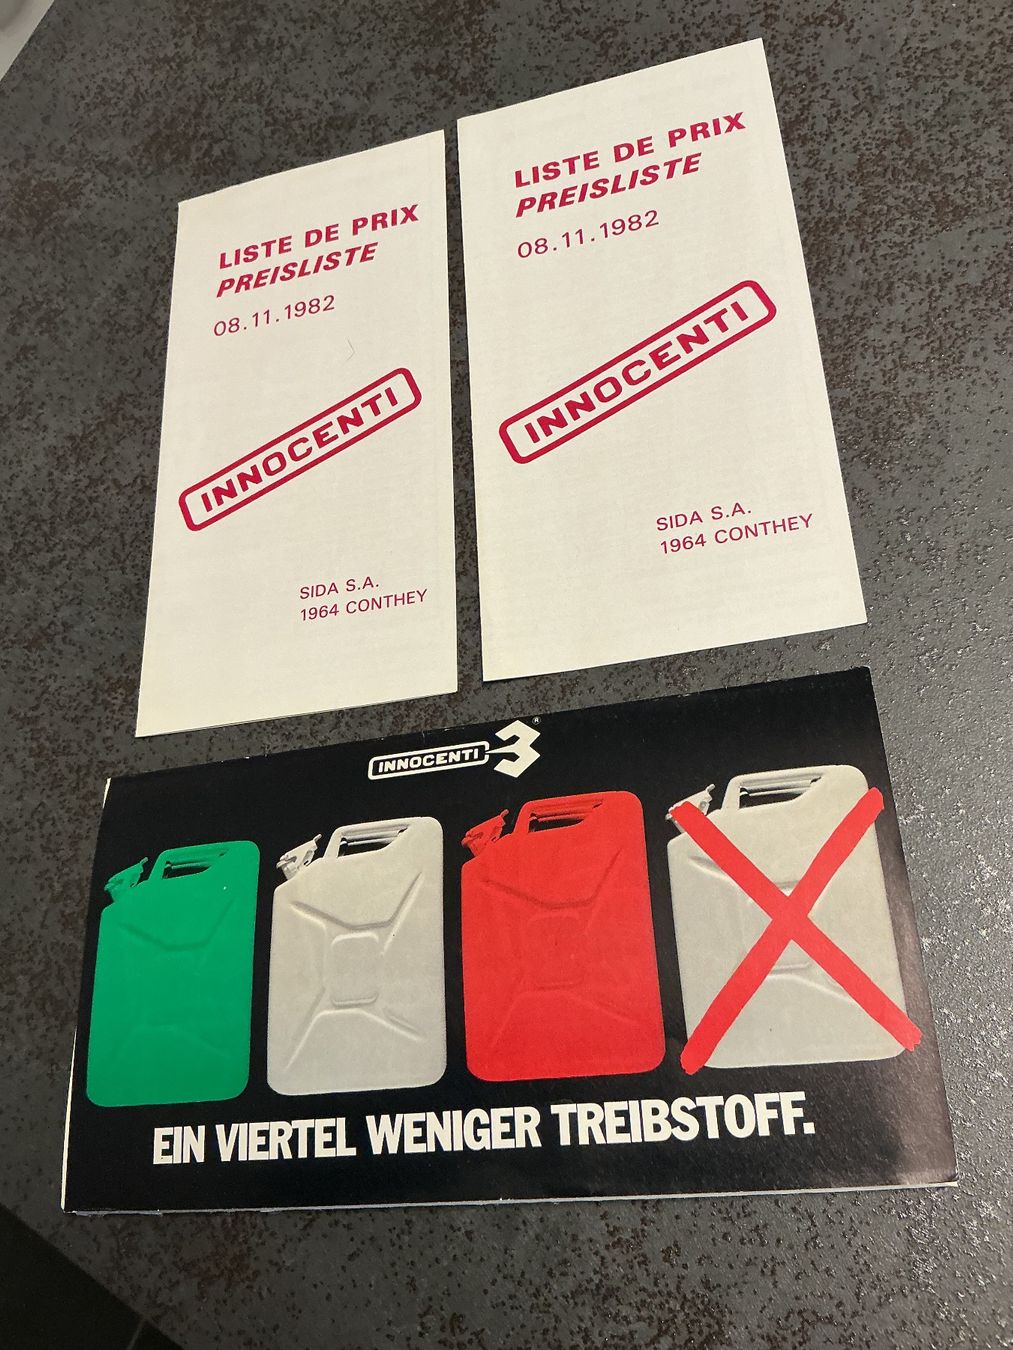 LISTE DE PRIX
PREISLISTE
08.11.1982
INNOCENTI
SIDA S.A.
1964 CONTHEY
LISTE DE PRIX
PREISLISTE
08.11.1982
INNOCENTI
SIDA S.A.
1964 CONTHEY
INNOCENTI 3®
EIN VIERTEL WENIGER TREIBSTOFF.